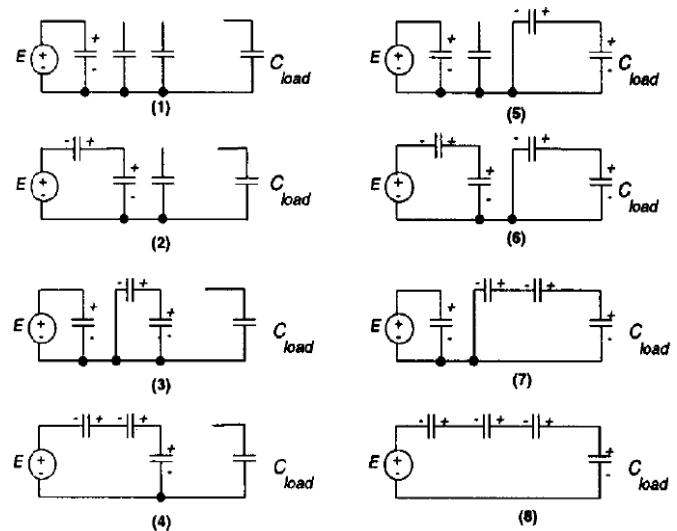 E + - + - C load
(1)
E + - - + + - C load
(2)
E + - + - - + + - C load
(3)
E + - - + - + + - C load
(4)
E + - + - - + + - C load
(5)
E + - - + + - - + + - C load
(6)
E + - + - - + - + + - C load
(7)
E + - - + - + - + + - C load
(8)